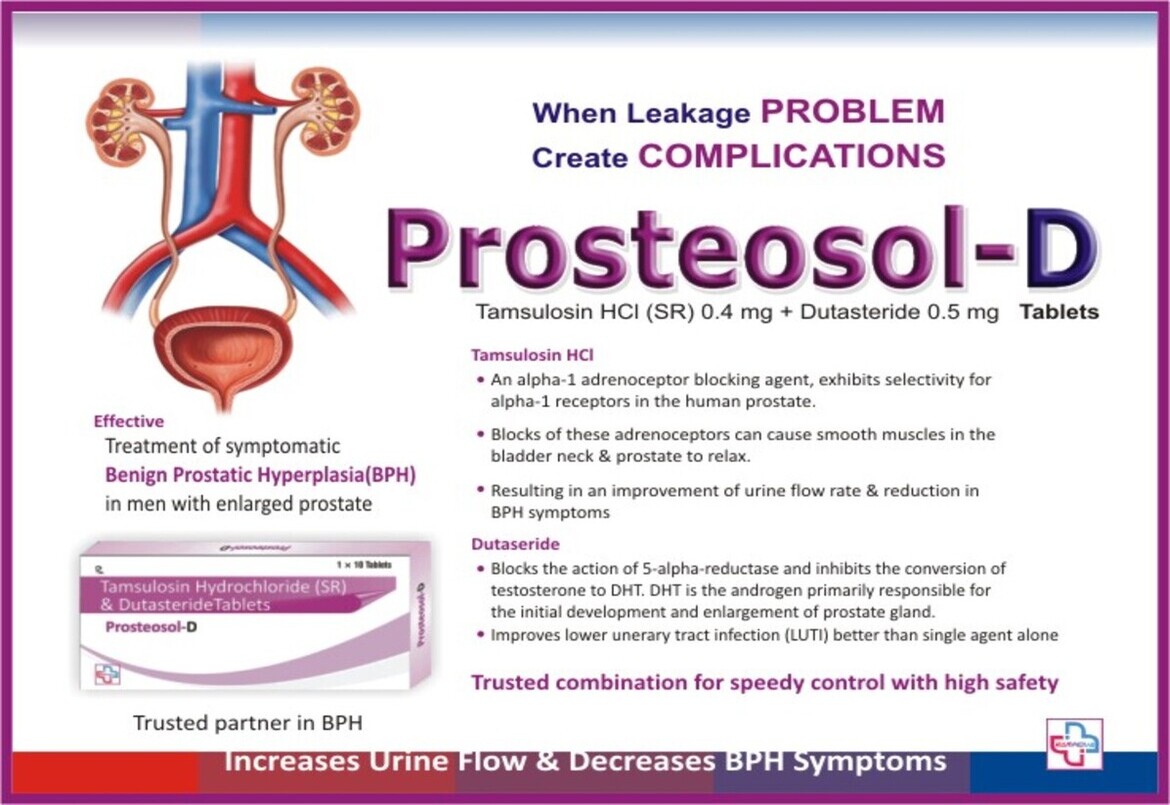 When Leakage PROBLEM
Create COMPLICATIONS
Prosteosol-D
Tamsulosin HCl (SR) 0.4 mg + Dutasteride 0.5 mg Tablets
Tamsulosin HCl
• An alpha-1 adrenoceptor blocking agent, exhibits selectivity for
alpha-1 receptors in the human prostate.
• Blocks of these adrenoceptors can cause smooth muscles in the
bladder neck & prostate to relax.
• Resulting in an improvement of urine flow rate & reduction in
BPH symptoms
Dutaseride
• Blocks the action of 5-alpha-reductase and inhibits the conversion of
testosterone to DHT. DHT is the androgen primarily responsible for
the initial development and enlargement of prostate gland.
• Improves lower unerary tract infection (LUTI) better than single agent alone
Trusted combination for speedy control with high safety
Effective
Treatment of symptomatic
Benign Prostatic Hyperplasia(BPH)
in men with enlarged prostate
Prosteosol-D
1 × 10 Tablets
Tamsulosin Hydrochloride (SR)
& DutasterideTablets
Prosteosol-D
Prosteosol-D
Trusted partner in BPH
Increases Urine Flow & Decreases BPH Symptoms